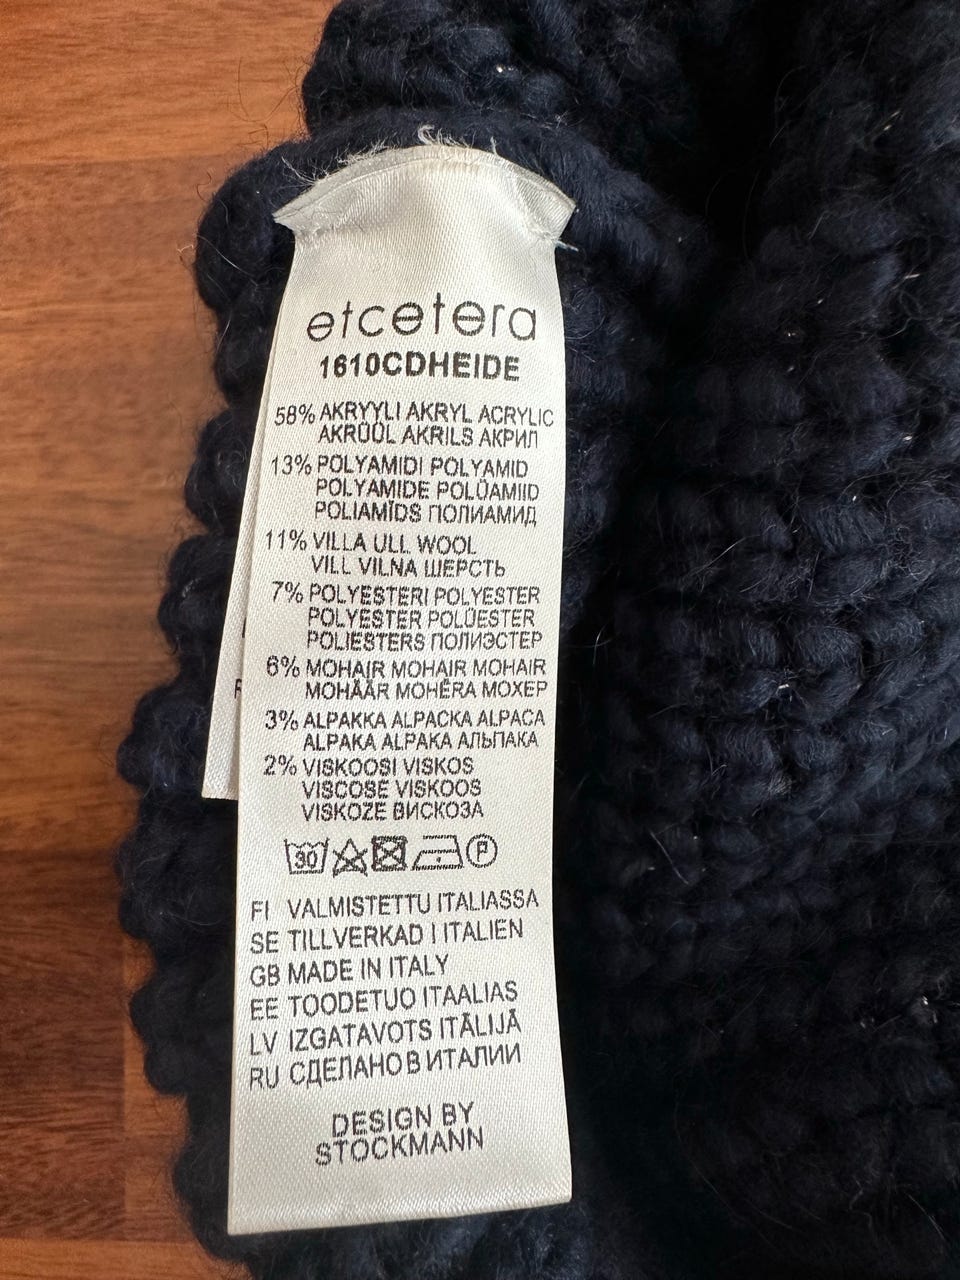 etcetera
1610CDHEIDE
58% AKRYYLI AKRYL ACRYLIC
AKRÜÜL AKRILS АКРИЛ
13% POLYAMIDI POLYAMID
POLYAMIDE POLÜAMIID
POLIAMĪDS ПОЛИАМИД
11% VILLA ULL WOOL
VILL VILNA ШЕРСТЬ
7% POLYESTERI POLYESTER
POLYESTER POLÜESTER
POLIESTERS ПОЛИЭСТЕР
6% MOHAIR MOHAIR MOHAIR
MOHÄÄR MOHĒRA МОХЕР
3% ALPAKKA ALPACKA ALPACA
ALPAKA ALPAKA АЛЬПАКА
2% VISKOOSI VISKOS
VISCOSE VISKOOS
VISKOZE ВИСКОЗА
30 P
FI VALMISTETTU ITALIASSA
SE TILLVERKAD I ITALIEN
GB MADE IN ITALY
EE TOODETUD ITAALIAS
LV IZGATAVOTS ITĀLIJĀ
RU СДЕЛАНО В ИТАЛИИ
DESIGN BY
STOCKMANN